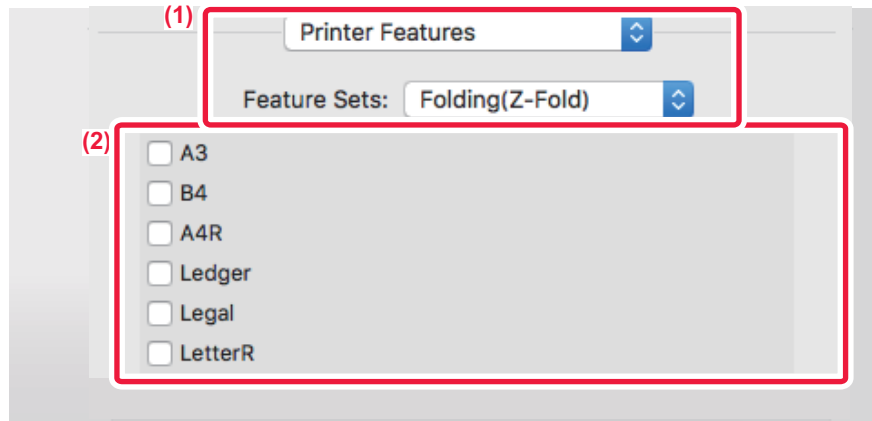 (1)
Printer Features
Feature Sets: Folding(Z-Fold)
(2)
A3
B4
A4R
Ledger
Legal
LetterR